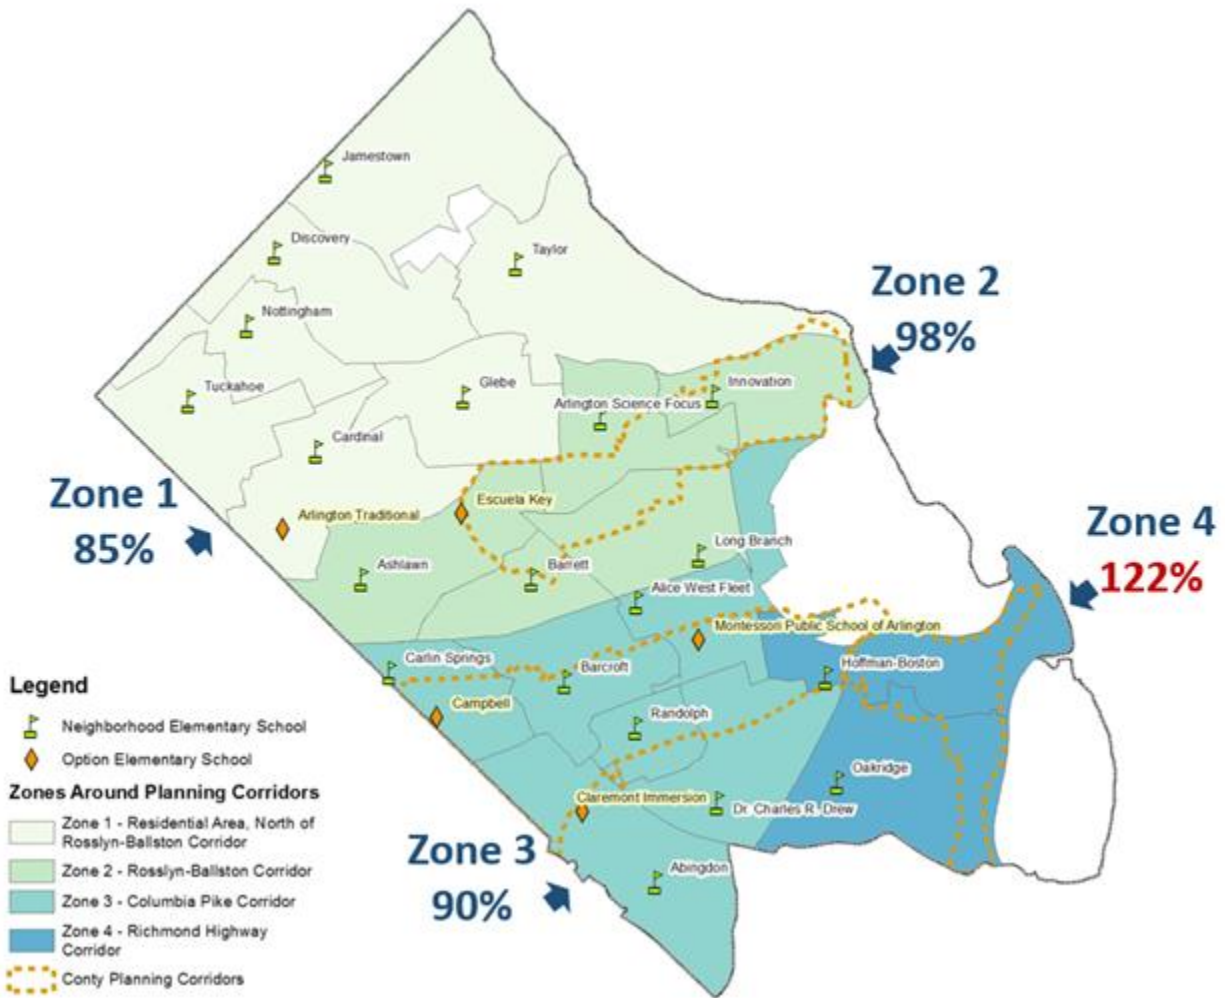 Jamestown
Discovery
Taylor
Zone 2
98%
Nottingham
Tuckahoe
Glebe
Innovation
Arlington Science Focus
Cardinal
Zone 1
85%
Arlington Traditional
Escuela Key
Zone 4
122%
Long Branch
Ashlawn
Barrett
Alice West Fleet
Montessori Public School of Arlington
Carlin Springs
Barcroft
Hoffman-Boston
Campbell
Randolph
Oakridge
Claremont Immersion
Dr. Charles R. Drew
Zone 3
90%
Abingdon
Legend
Neighborhood Elementary School
Option Elementary School
Zones Around Planning Corridors
Zone 1 - Residential Area, North of
Rosslyn-Ballston Corridor
Zone 2 - Rosslyn-Ballston Corridor
Zone 3 - Columbia Pike Corridor
Zone 4 - Richmond Highway
Corridor
Conty Planning Corridors